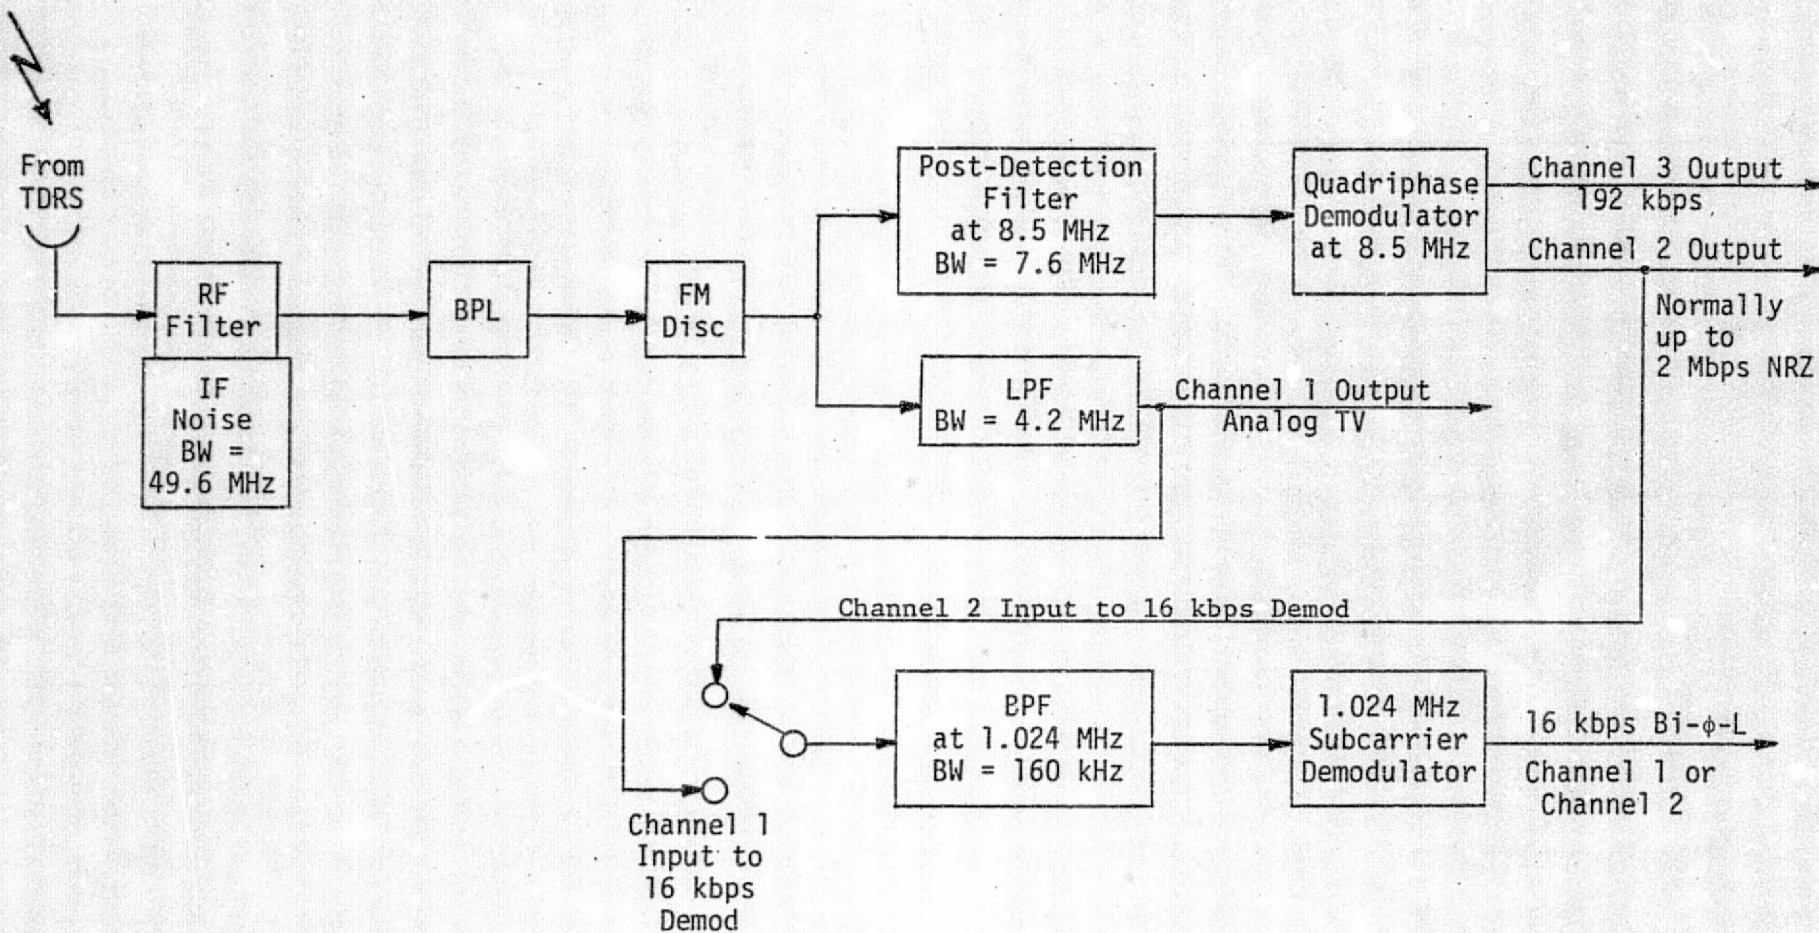 From
TDRS
RF
Filter
IF
Noise
BW =
49.6 MHz
BPL
FM
Disc
Post-Detection
Filter
at 8.5 MHz
BW = 7.6 MHz
Quadriphase
Demodulator
at 8.5 MHz
Channel 3 Output
192 kbps
Channel 2 Output
Normally
up to
2 Mbps NRZ
LPF
BW = 4.2 MHz
Channel 1 Output
Analog TV
Channel 2 Input to 16 kbps Demod
Channel 1
Input to
16 kbps
Demod
BPF
at 1.024 MHz
BW = 160 kHz
1.024 MHz
Subcarrier
Demodulator
16 kbps Bi-ϕ-L
Channel 1 or
Channel 2